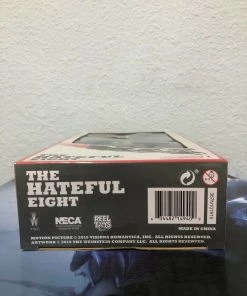 THE
HATEFUL
EIGHT
NECA
REEL
TOYS
MADE IN CHINA
MOTION PICTURE © 2015 VISIONA ROMANTICA, INC. ALL RIGHTS RESERVED.
ARTWORK © 2015 THE WEINSTEIN COMPANY LLC. ALL RIGHTS RESERVED.